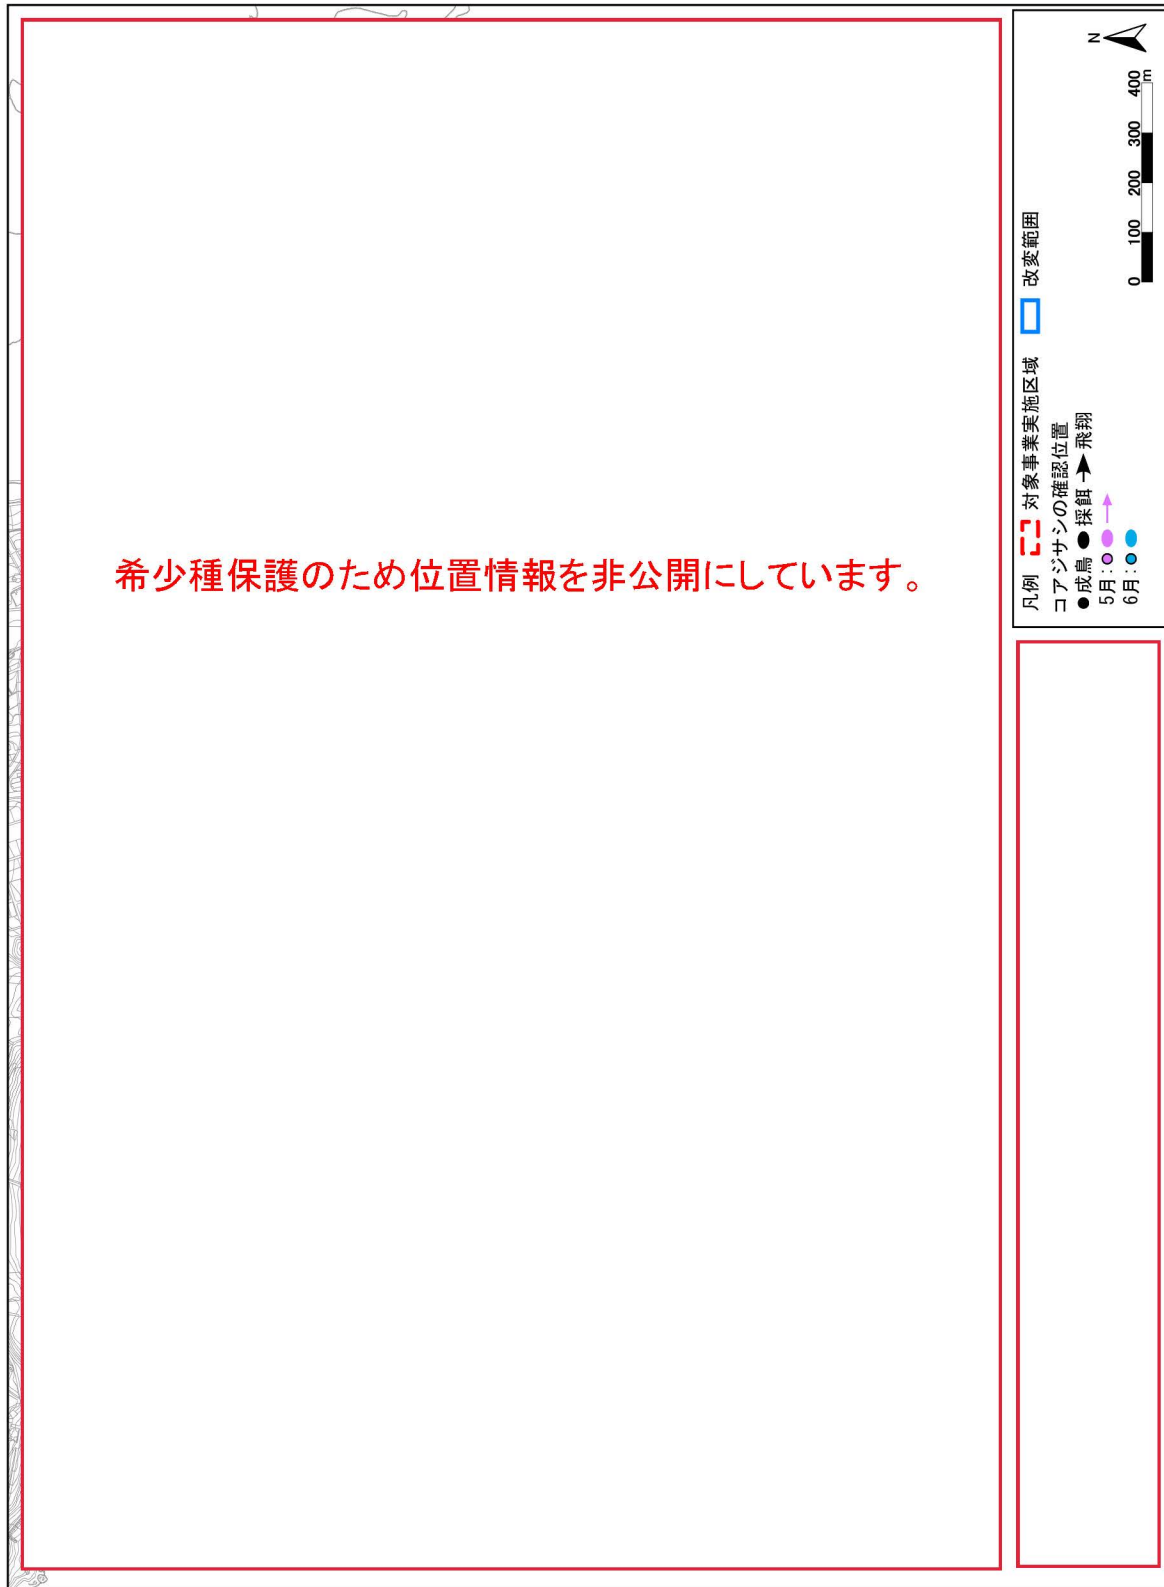 希少種保護のため位置情報を非公開にしています。
凡例 対象事業実施区域 改変範囲
コアジサシの確認位置
●成鳥 ●採餌 →飛翔
5月:
6月:
N
0 100 200 300 400
m